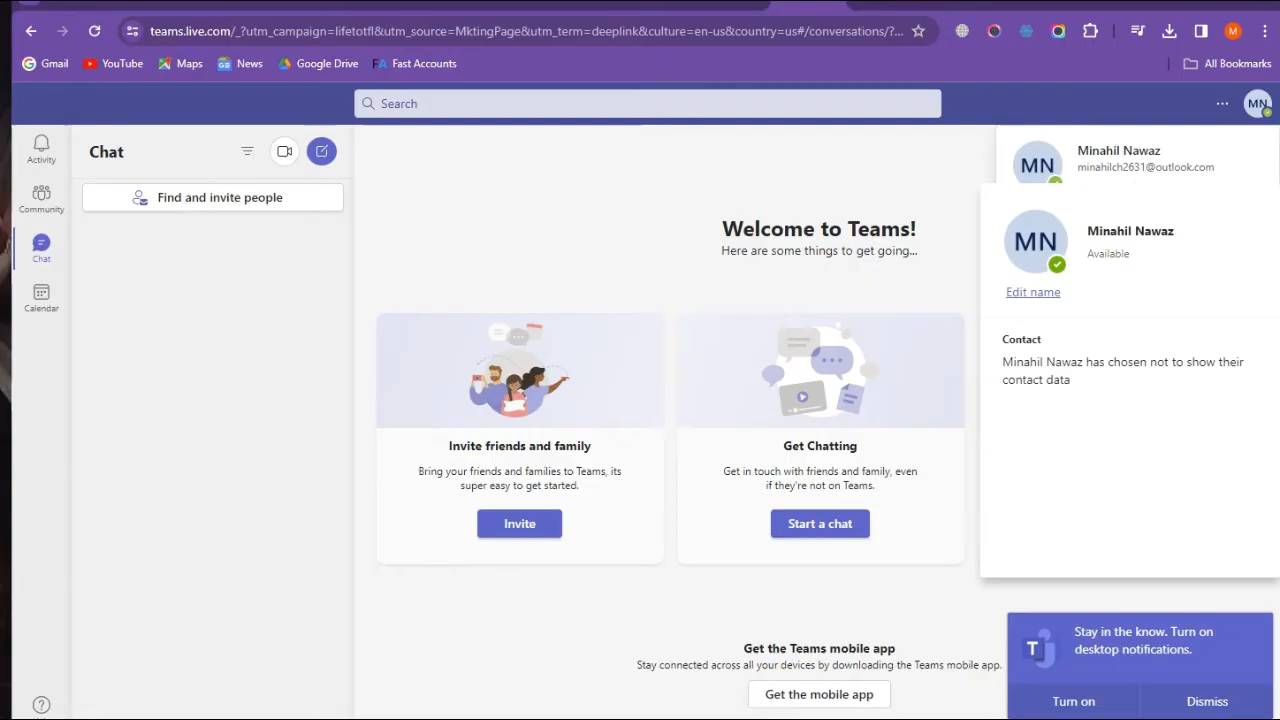 teams.live.com/_?utm_campaign=lifetotfl&utm_source=MktingPage&utm_term=deeplink&culture=en-us&country=us#/conversations/?...
M
Gmail
YouTube
Maps
News
Google Drive
FA Fast Accounts
All Bookmarks
Search
MN
Activity
Community
Chat
Calendar
Chat
Find and invite people
Welcome to Teams!
Here are some things to get going...
Invite friends and family
Bring your friends and families to Teams, its
super easy to get started.
Invite
Get Chatting
Get in touch with friends and family, even
if they're not on Teams.
Start a chat
Get the Teams mobile app
Stay connected across all your devices by downloading the Teams mobile app.
Get the mobile app
MN
Minahil Nawaz
minahilch2631@outlook.com
MN
Minahil Nawaz
Available
Edit name
Contact
Minahil Nawaz has chosen not to show their
contact data
T
Stay in the know. Turn on
desktop notifications.
Turn on
Dismiss